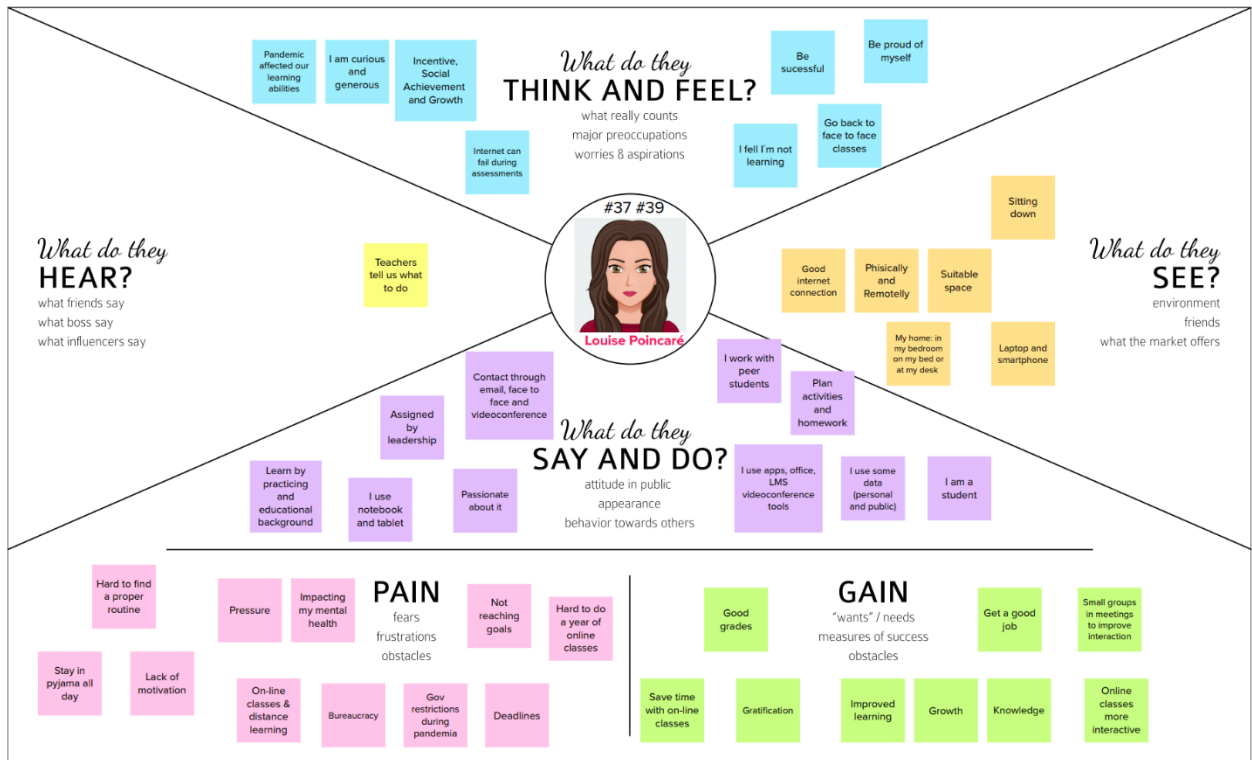 What do they
THINK AND FEEL?
what really counts
major preoccupations
worries & aspirations
Pandemic
affected our
learning
abilities
I am curious
and
generous
Incentive,
Social
Achievement
and Growth
Internet can
fail during
assessments
Be
sucessful
Be proud of
myself
I fell I'm not
learning
Go back to
face to face
classes
What do they
HEAR?
what friends say
what boss say
what influencers say
Teachers
tell us what
to do
#37 #39
Louise Poincaré
What do they
SEE?
environment
friends
what the market offers
Sitting
down
Good
internet
connection
Phisically
and
Remotelly
Suitable
space
My home: in
my bedroom
on my bed or
at my desk
Laptop and
smartphone
What do they
SAY AND DO?
attitude in public
appearance
behavior towards others
Contact through
email, face to
face and
videoconference
Assigned
by
leadership
Learn by
practicing
and
educational
background
I use
notebook
and tablet
Passionate
about it
I work with
peer
students
Plan
activities
and
homework
I use apps, office,
LMS
videoconference
tools
I use some
data
(personal
and public)
I am a
student
PAIN
fears
frustrations
obstacles
Hard to find
a proper
routine
Pressure
Impacting
my mental
health
Not
reaching
goals
Hard to do
a year of
online
classes
Stay in
pyjama all
day
Lack of
motivation
On-line
classes &
distance
learning
Bureaucracy
Gov
restrictions
during
pandemia
Deadlines
GAIN
"wants" / needs
measures of success
obstacles
Good
grades
Get a good
job
Small groups
in meetings
to improve
interaction
Save time
with on-line
classes
Gratification
Improved
learning
Growth
Knowledge
Online
classes
more
interactive